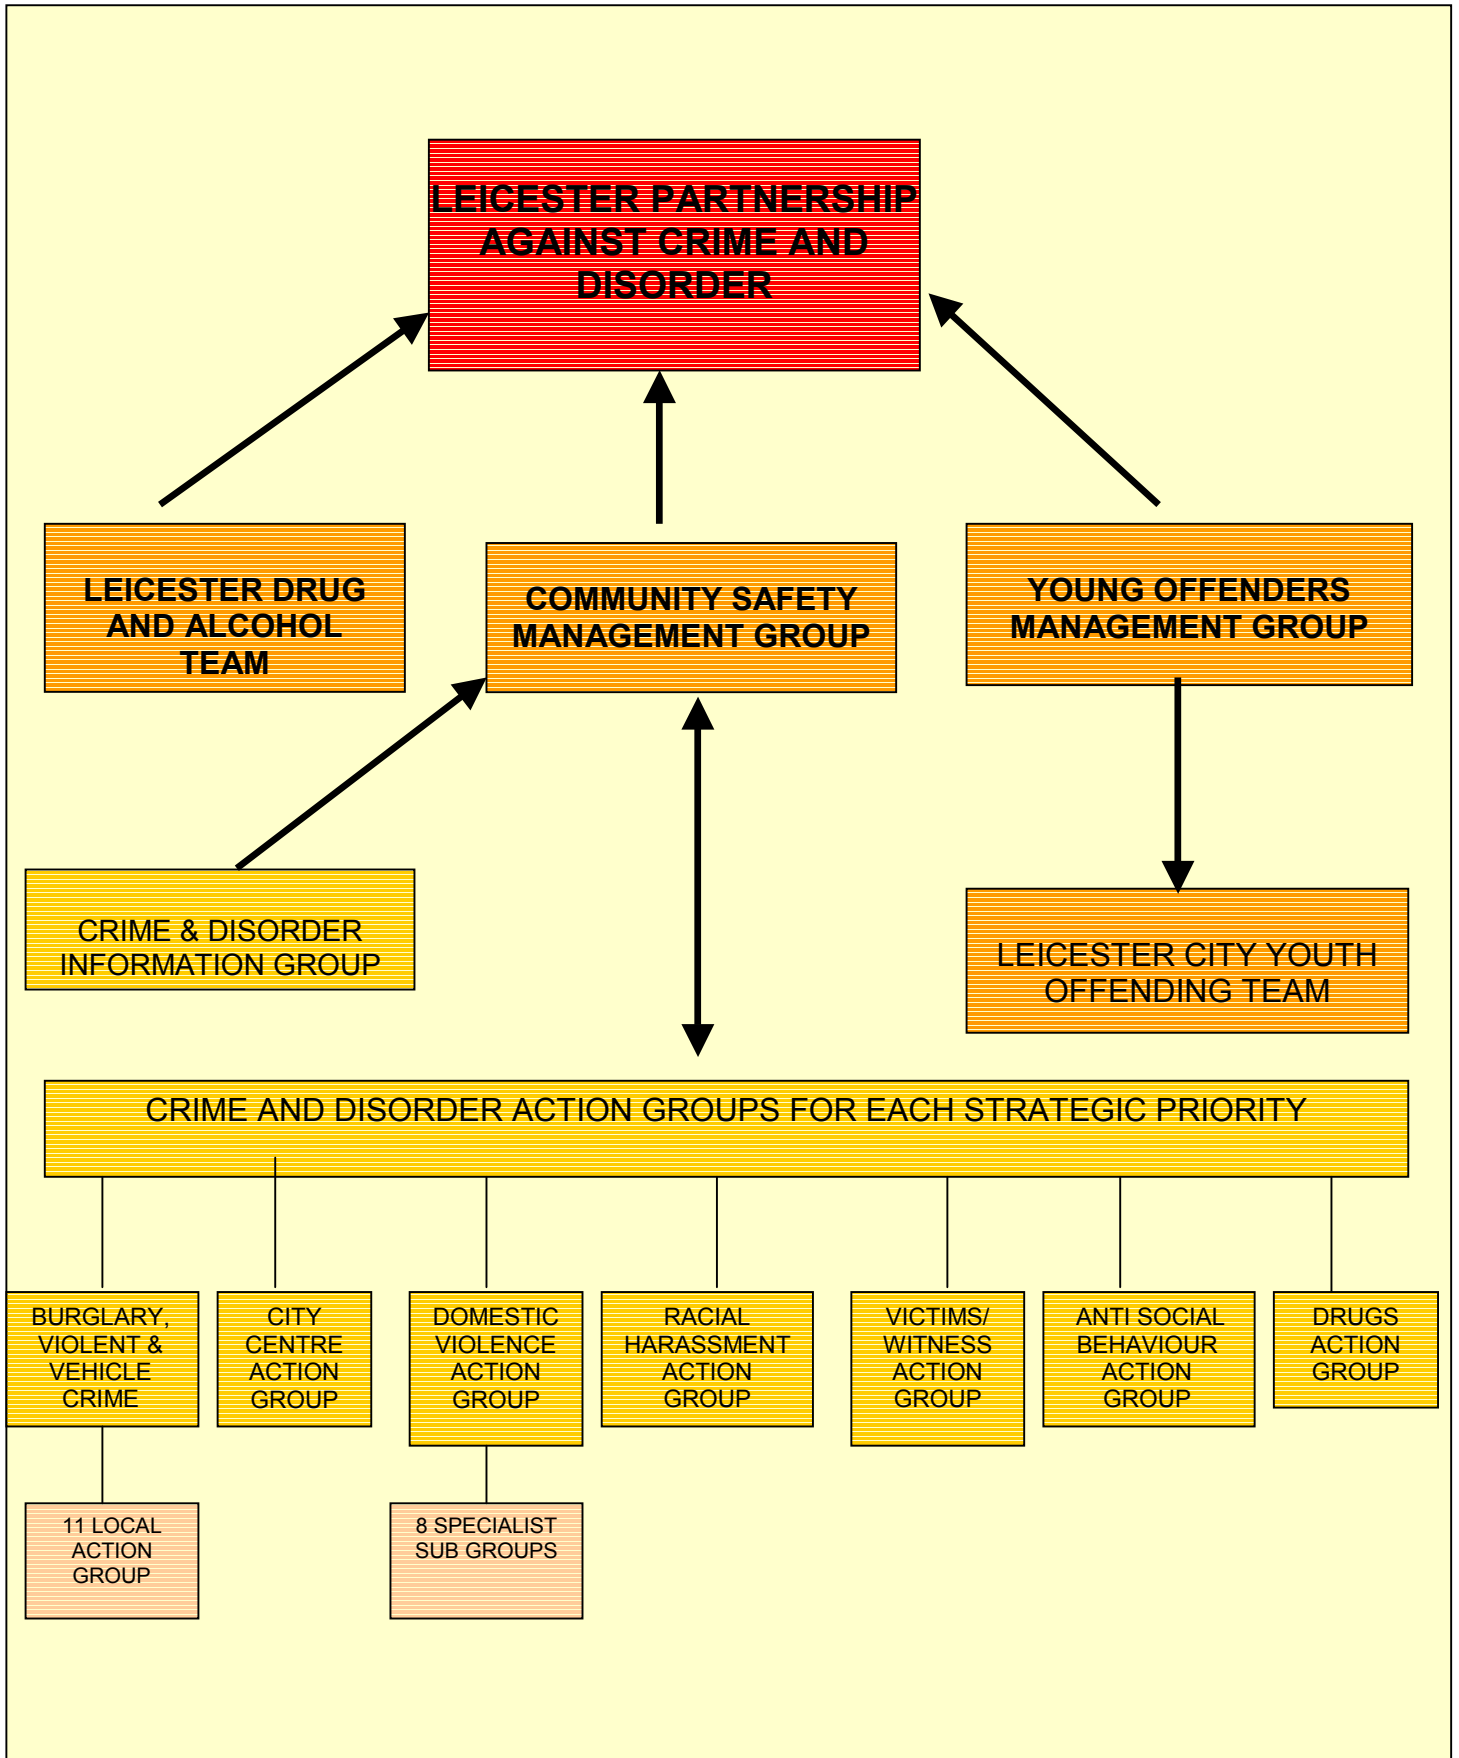 LEICESTER PARTNERSHIP
AGAINST CRIME AND
DISORDER
LEICESTER DRUG
AND ALCOHOL
TEAM
COMMUNITY SAFETY
MANAGEMENT GROUP
YOUNG OFFENDERS
MANAGEMENT GROUP
CRIME & DISORDER
INFORMATION GROUP
LEICESTER CITY YOUTH
OFFENDING TEAM
CRIME AND DISORDER ACTION GROUPS FOR EACH STRATEGIC PRIORITY
BURGLARY,
VIOLENT &
VEHICLE
CRIME
CITY
CENTRE
ACTION
GROUP
DOMESTIC
VIOLENCE
ACTION
GROUP
RACIAL
HARASSMENT
ACTION
GROUP
VICTIMS/
WITNESS
ACTION
GROUP
ANTI SOCIAL
BEHAVIOUR
ACTION
GROUP
DRUGS
ACTION
GROUP
11 LOCAL
ACTION
GROUP
8 SPECIALIST
SUB GROUPS